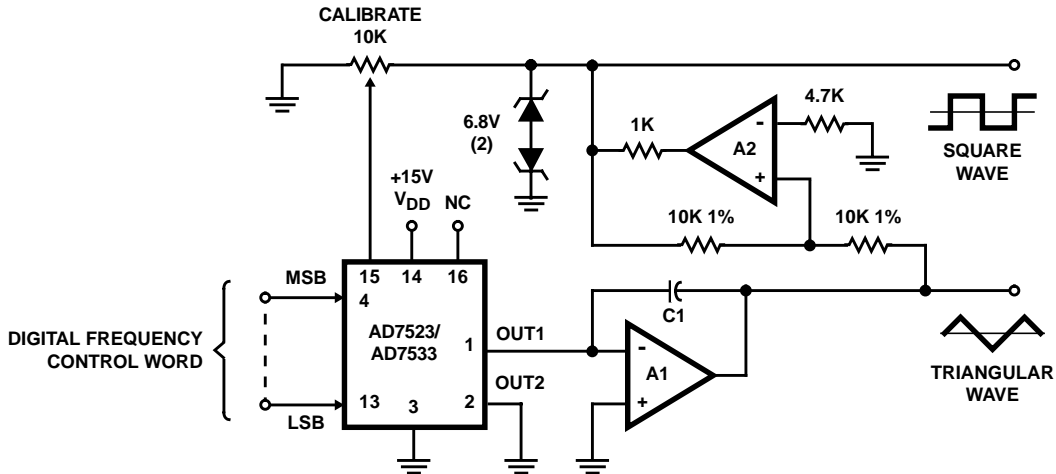 CALIBRATE
10K
6.8V
(2)
1K
A2
-
+
4.7K
SQUARE
WAVE
10K 1%
10K 1%
+15V
VDD
NC
15
14
16
MSB
4
DIGITAL FREQUENCY
CONTROL WORD
AD7523/
AD7533
1
OUT1
OUT2
2
3
13
LSB
C1
-
A1
+
TRIANGULAR
WAVE